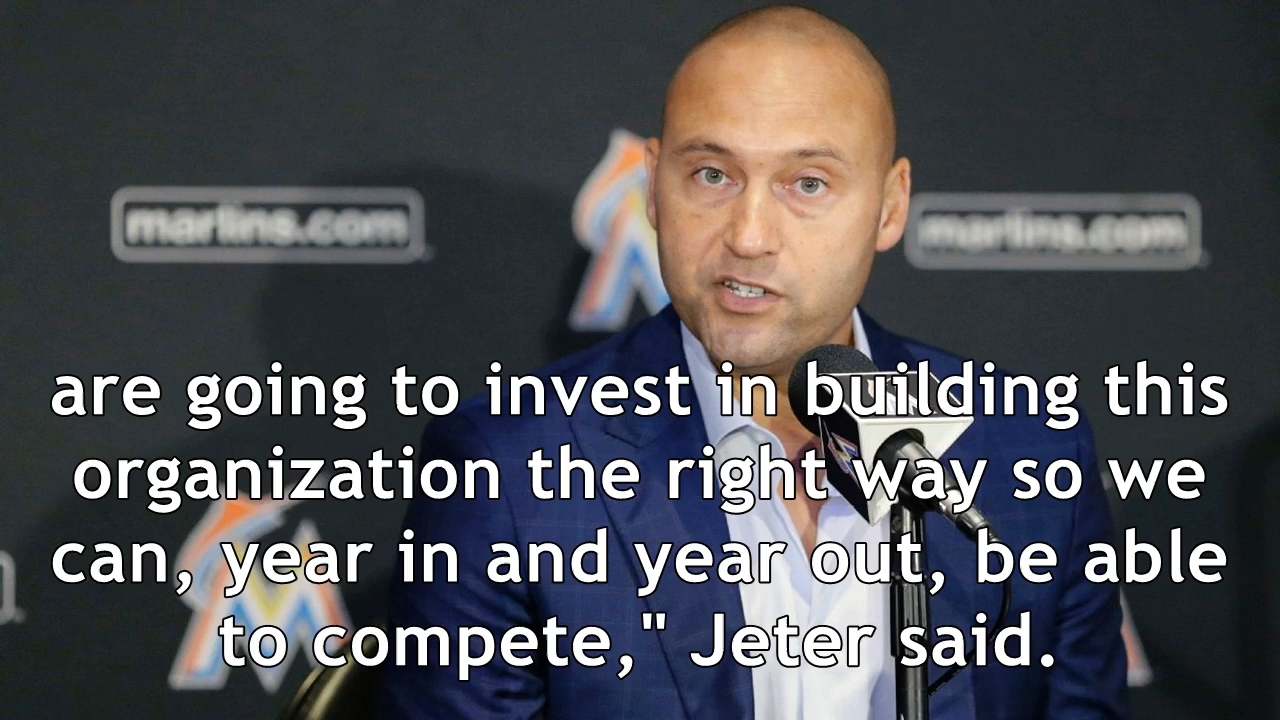 marlins.com
marlins.com
are going to invest in building this
organization the right way so we
can, year in and year out, be able
to compete," Jeter said.